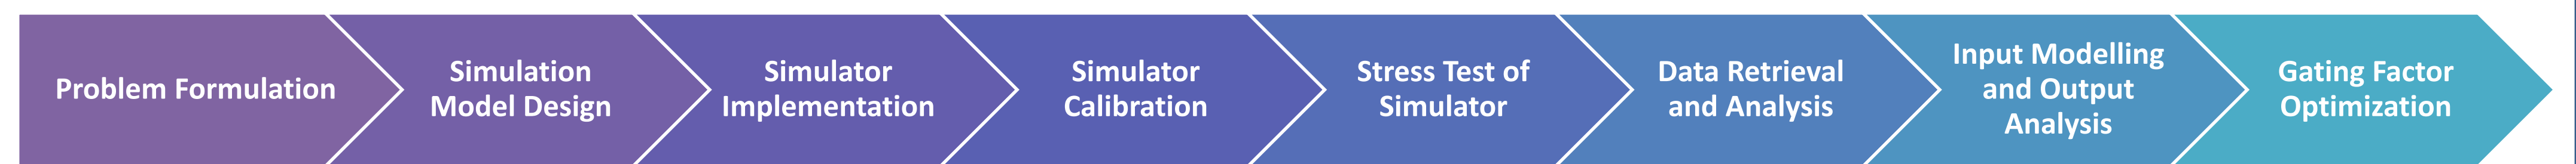 Problem Formulation
Simulation
Model Design
Simulator
Implementation
Simulator
Calibration
Stress Test of
Simulator
Data Retrieval
and Analysis
Input Modelling
and Output
Analysis
Gating Factor
Optimization